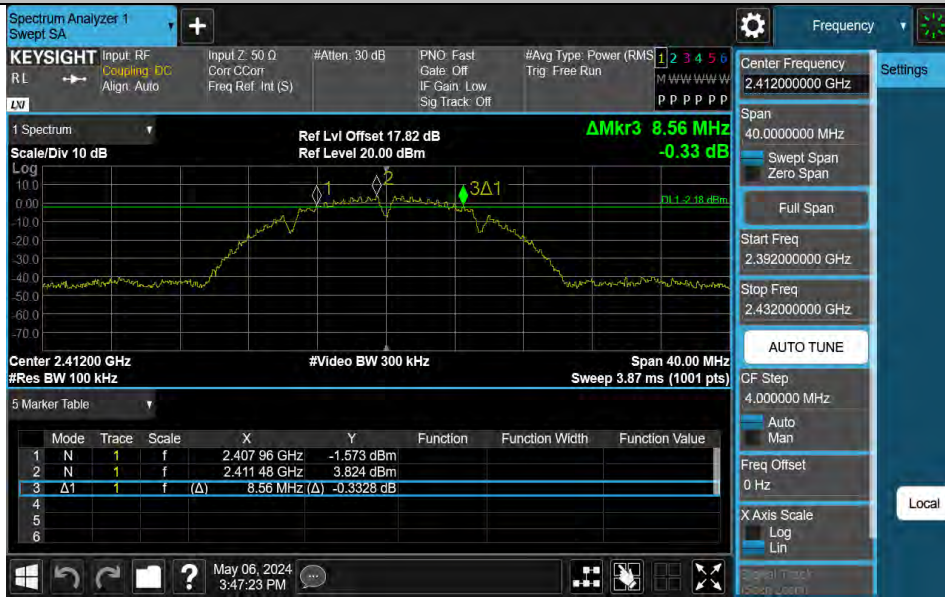 Spectrum Analyzer 1
Swept SA
+
Frequency
KEYSIGHT
RL
LXI
Input: RF
Coupling: DC
Align: Auto
Input Z: 50 Ω
Corr CCorr
Freq Ref: Int (S)
#Atten: 30 dB
PNO: Fast
Gate: Off
IF Gain: Low
Sig Track: Off
#Avg Type: Power (RMS
Trig: Free Run
1 2 3 4 5 6
M W W W W W
P P P P P P
Center Frequency
2.412000000 GHz
Settings
Span
40.0000000 MHz
Swept Span
Zero Span
Full Span
Start Freq
2.392000000 GHz
Stop Freq
2.432000000 GHz
AUTO TUNE
CF Step
4.000000 MHz
Auto
Man
Freq Offset
0 Hz
X Axis Scale
Log
Lin
Signal Track
(Span Zoom)
Local
1 Spectrum
Scale/Div 10 dB
Ref Lvl Offset 17.82 dB
Ref Level 20.00 dBm
ΔMkr3 8.56 MHz
-0.33 dB
Log
10.0
0.00
-10.0
-20.0
-30.0
-40.0
-50.0
-60.0
-70.0
1
2
3Δ1
DL1 -2.18 dBm
Center 2.41200 GHz
#Video BW 300 kHz
Span 40.00 MHz
#Res BW 100 kHz
Sweep 3.87 ms (1001 pts)
5 Marker Table
Mode Trace Scale X Y Function Function Width Function Value
1 N 1 f 2.407 96 GHz -1.573 dBm
2 N 1 f 2.411 48 GHz 3.824 dBm
3 Δ1 1 f (Δ) 8.56 MHz (Δ) -0.3328 dB
4
5
6
?
May 06, 2024
3:47:23 PM